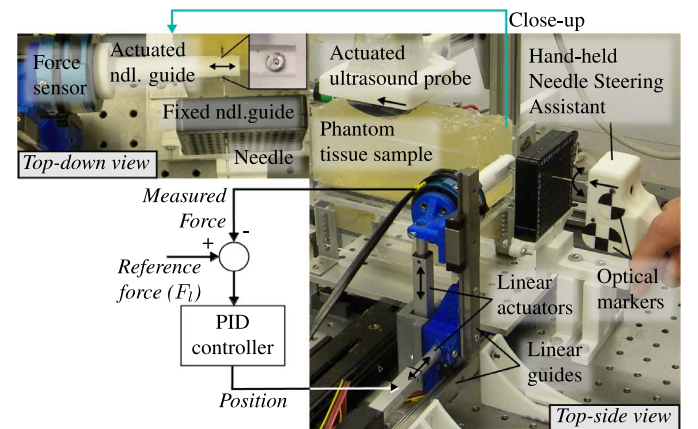 Close-up
Force
sensor
Actuated
ndl. guide
Fixed ndl.guide
Needle
Top-down view
Actuated
ultrasound probe
Phantom
tissue sample
Hand-held
Needle Steering
Assistant
Measured
Force
+
-
Reference
force (Fl)
PID
controller
Position
Linear
actuators
Optical
markers
Linear
guides
Top-side view